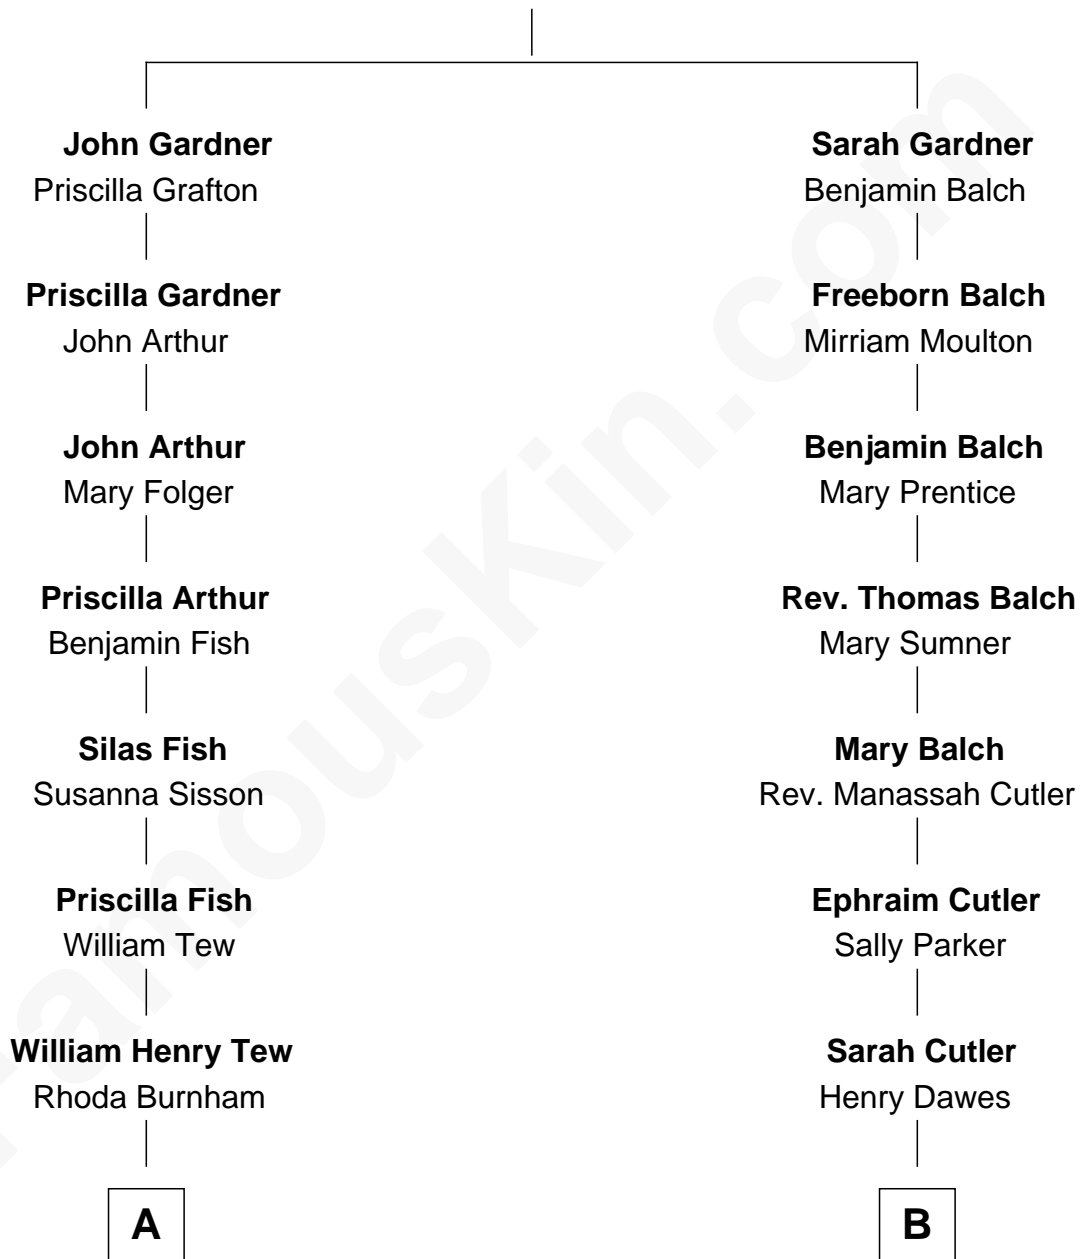 John Gardner
Priscilla Grafton
Priscilla Gardner
John Arthur
John Arthur
Mary Folger
Priscilla Arthur
Benjamin Fish
Silas Fish
Susanna Sisson
Priscilla Fish
William Tew
William Henry Tew
Rhoda Burnham
A
Sarah Gardner
Benjamin Balch
Freeborn Balch
Mirriam Moulton
Benjamin Balch
Mary Prentice
Rev. Thomas Balch
Mary Sumner
Mary Balch
Rev. Manassah Cutler
Ephraim Cutler
Sally Parker
Sarah Cutler
Henry Dawes
B
FamousKin.com